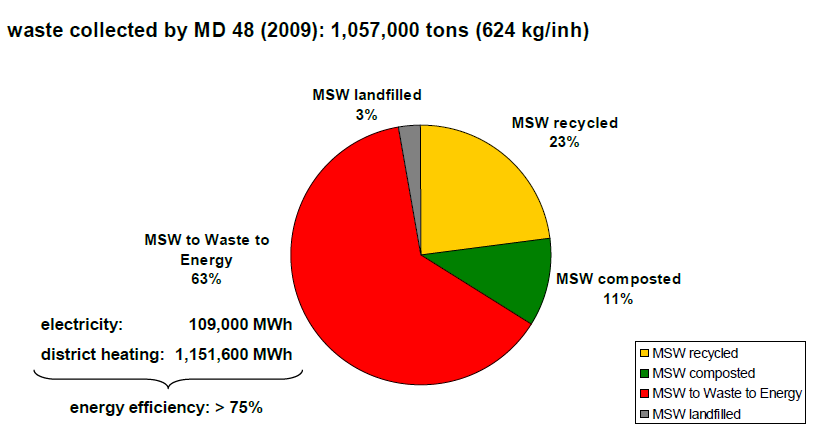 waste collected by MD 48 (2009): 1,057,000 tons (624 kg/inh)
MSW landfilled
3%
MSW recycled
23%
MSW to Waste to
Energy
63%
MSW composted
11%
electricity: 109,000 MWh
district heating: 1,151,600 MWh
energy efficiency: > 75%
MSW recycled
MSW composted
MSW to Waste to Energy
MSW landfilled